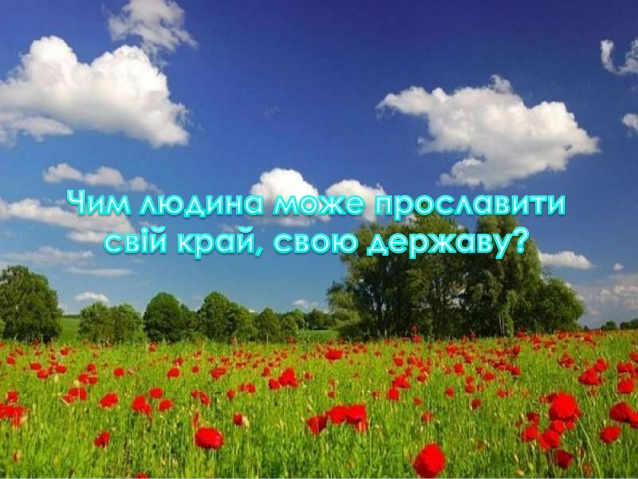 Чим людина може прославити
свій край, свою державу?